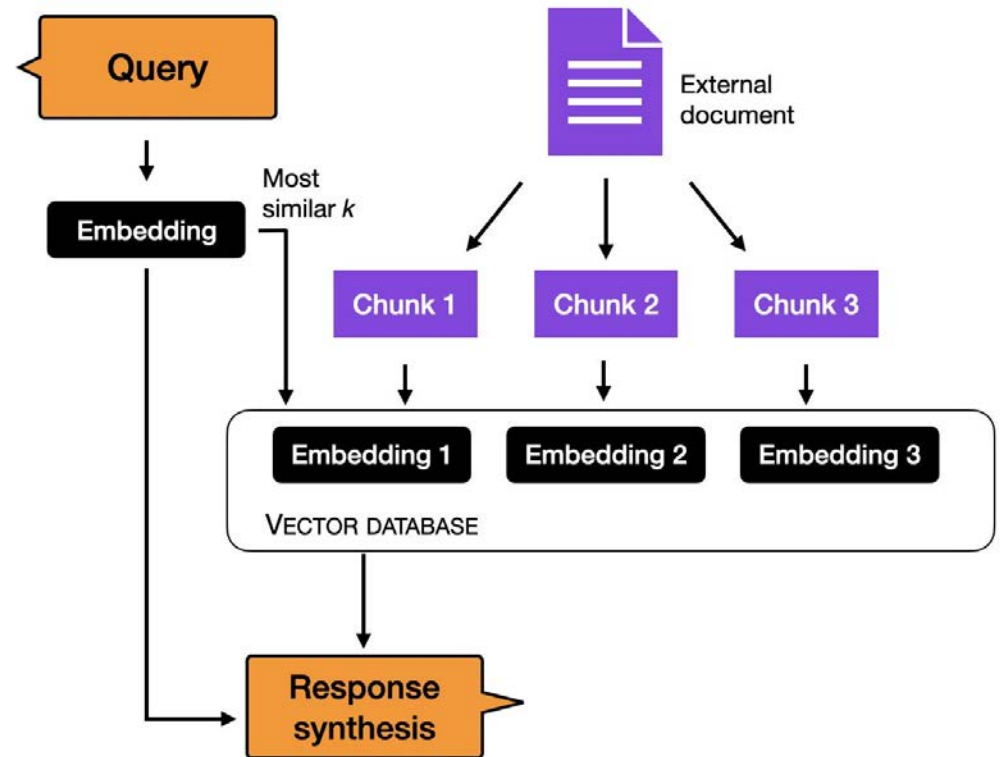 Query
External
document
Most
similar k
Embedding
Chunk 1
Chunk 2
Chunk 3
Embedding 1
Embedding 2
Embedding 3
VECTOR DATABASE
Response
synthesis